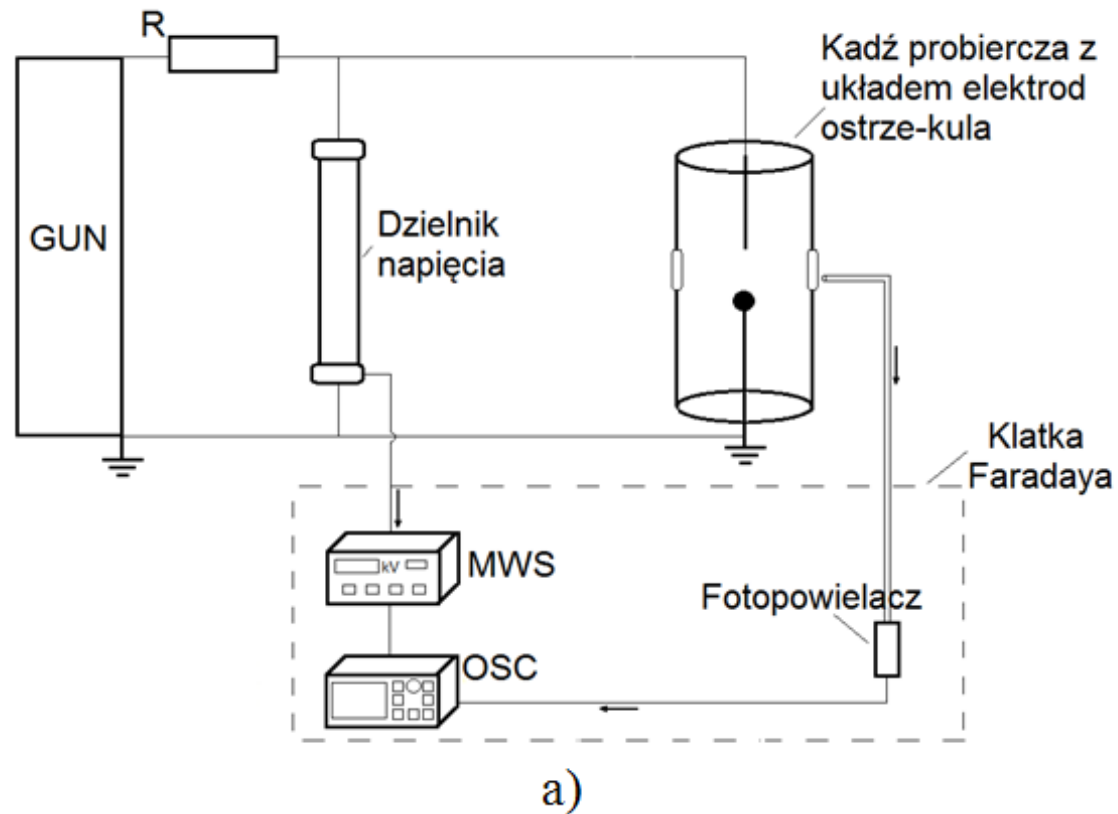 R
Kadź probiercza z
układem elektrod
ostrze-kula
GUN
Dzielnik
napięcia
Klatka
Faradaya
kV
MWS
Fotopowielacz
OSC
a)